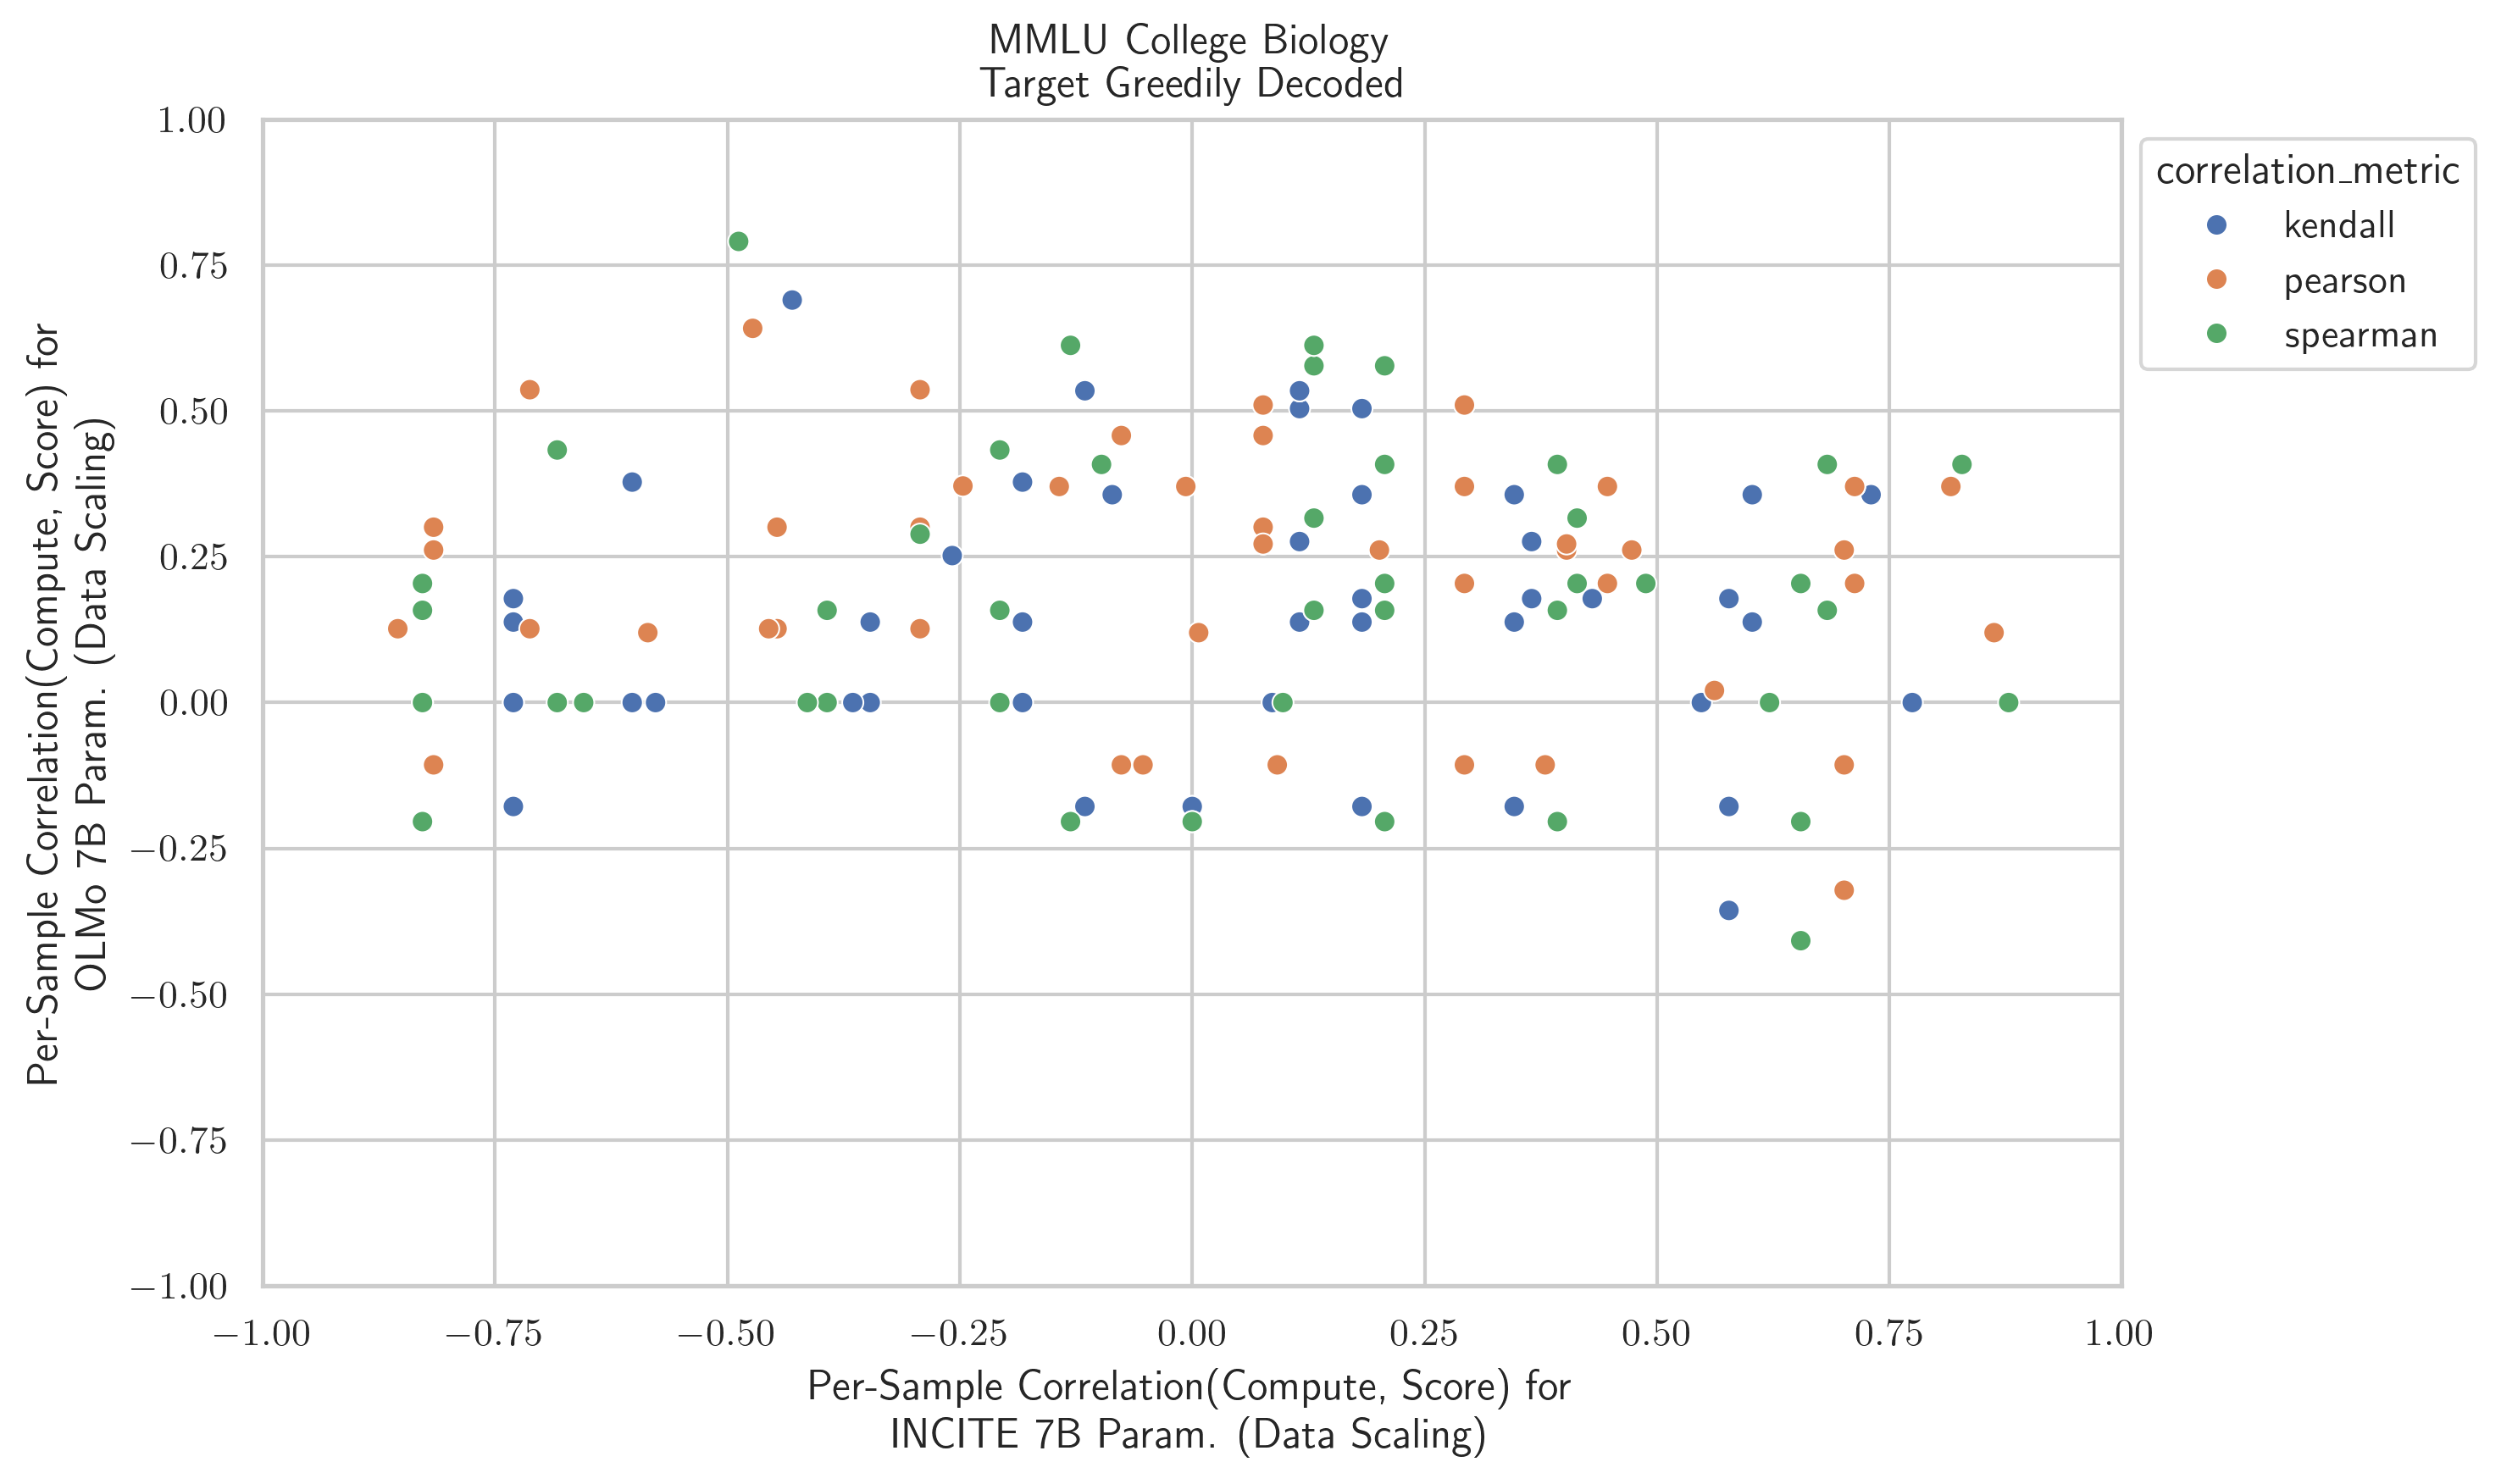 MMLU College Biology
Target Greedily Decoded
1.00
0.75
0.50
0.25
0.00
−0.25
−0.50
−0.75
−1.00
Per-Sample Correlation(Compute, Score) for
OLMo 7B Param. (Data Scaling)
correlation_metric
kendall
pearson
spearman
−1.00
−0.75
−0.50
−0.25
0.00
0.25
0.50
0.75
1.00
Per-Sample Correlation(Compute, Score) for
INCITE 7B Param. (Data Scaling)